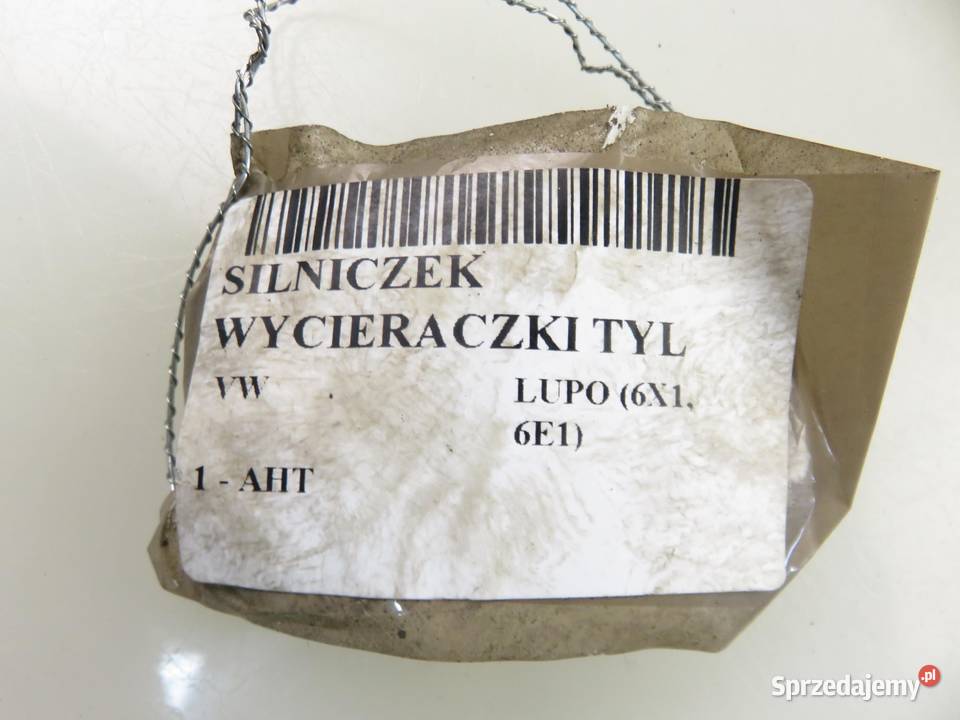 SILNICZEK
WYCIERACZKI TYL
VW LUPO (6X1,
6E1)
1 - AHT
Sprzedajemy.pl